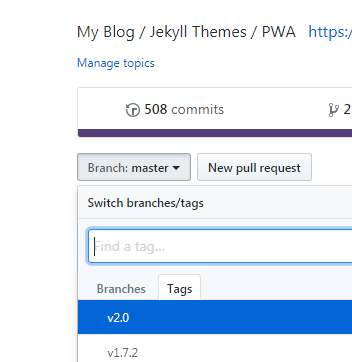 My Blog / Jekyll Themes / PWA https:/
Manage topics
508 commits 2
Branch: master New pull request
Switch branches/tags
Find a tag...
Branches Tags
v2.0
v1.7.2